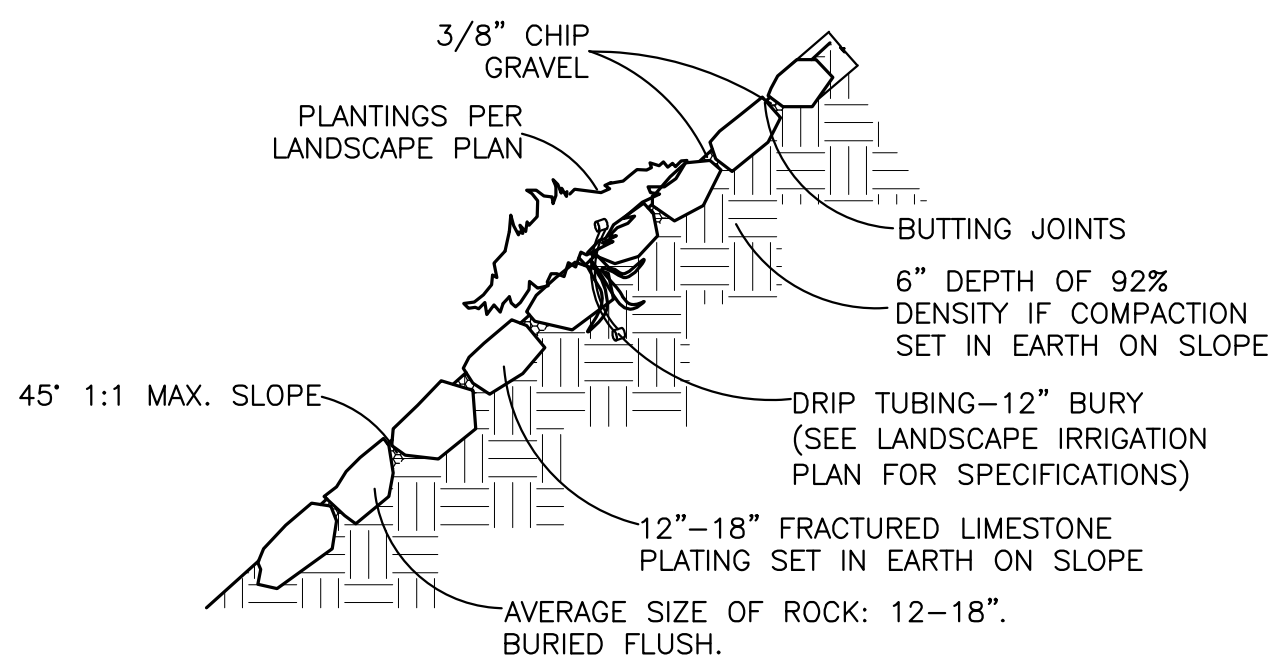 3/8" CHIP
GRAVEL
PLANTINGS PER
LANDSCAPE PLAN
BUTTING JOINTS
6" DEPTH OF 92%
DENSITY IF COMPACTION
SET IN EARTH ON SLOPE
45° 1:1 MAX. SLOPE
DRIP TUBING–12" BURY
(SEE LANDSCAPE IRRIGATION
PLAN FOR SPECIFICATIONS)
12"–18" FRACTURED LIMESTONE
PLATING SET IN EARTH ON SLOPE
AVERAGE SIZE OF ROCK: 12–18".
BURIED FLUSH.